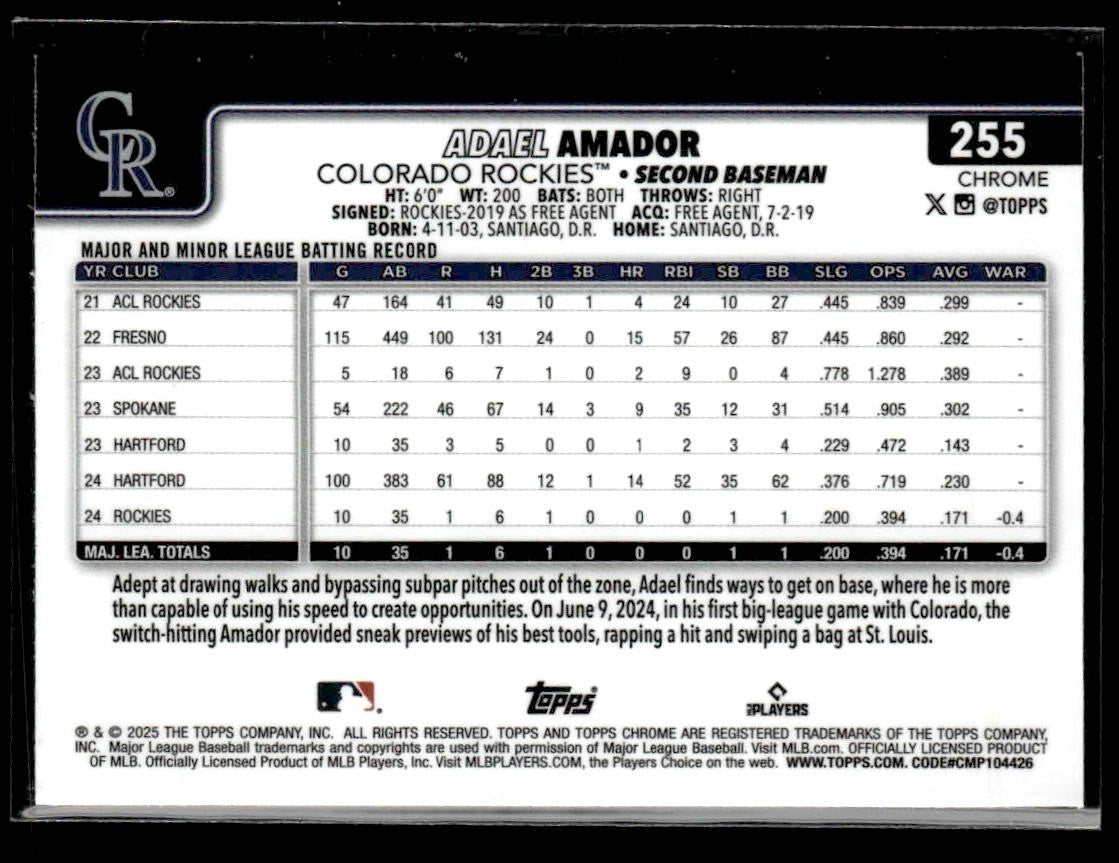 CR®
ADAEL AMADOR
255
COLORADO ROCKIES™ • SECOND BASEMAN
CHROME
HT: 6'0" WT: 200 BATS: BOTH THROWS: RIGHT
X @TOPPS
SIGNED: ROCKIES-2019 AS FREE AGENT ACQ: FREE AGENT, 7-2-19
BORN: 4-11-03, SANTIAGO, D.R. HOME: SANTIAGO, D.R.
MAJOR AND MINOR LEAGUE BATTING RECORD
YR CLUB G AB R H 2B 3B HR RBI SB BB SLG OPS AVG WAR
21 ACL ROCKIES 47 164 41 49 10 1 4 24 10 27 .445 .839 .299 -
22 FRESNO 115 449 100 131 24 0 15 57 26 87 .445 .860 .292 -
23 ACL ROCKIES 5 18 6 7 1 0 2 9 0 4 .778 1.278 .389 -
23 SPOKANE 54 222 46 67 14 3 9 35 12 31 .514 .905 .302 -
23 HARTFORD 10 35 3 5 0 0 1 2 3 4 .229 .472 .143 -
24 HARTFORD 100 383 61 88 12 1 14 52 35 62 .376 .719 .230 -
24 ROCKIES 10 35 1 6 1 0 0 0 1 1 .200 .394 .171 -0.4
MAJ. LEA. TOTALS 10 35 1 6 1 0 0 0 1 1 .200 .394 .171 -0.4
Adept at drawing walks and bypassing subpar pitches out of the zone, Adael finds ways to get on base, where he is more
than capable of using his speed to create opportunities. On June 9, 2024, in his first big-league game with Colorado, the
switch-hitting Amador provided sneak previews of his best tools, rapping a hit and swiping a bag at St. Louis.
Topps® MLB PLAYERS
® & © 2025 THE TOPPS COMPANY, INC. ALL RIGHTS RESERVED. TOPPS AND TOPPS CHROME ARE REGISTERED TRADEMARKS OF THE TOPPS COMPANY,
INC. Major League Baseball trademarks and copyrights are used with permission of Major League Baseball. Visit MLB.com. OFFICIALLY LICENSED PRODUCT
OF MLB. Officially Licensed Product of MLB Players, Inc. Visit MLBPLAYERS.COM, the Players Choice on the web. WWW.TOPPS.COM. CODE#CMP104426